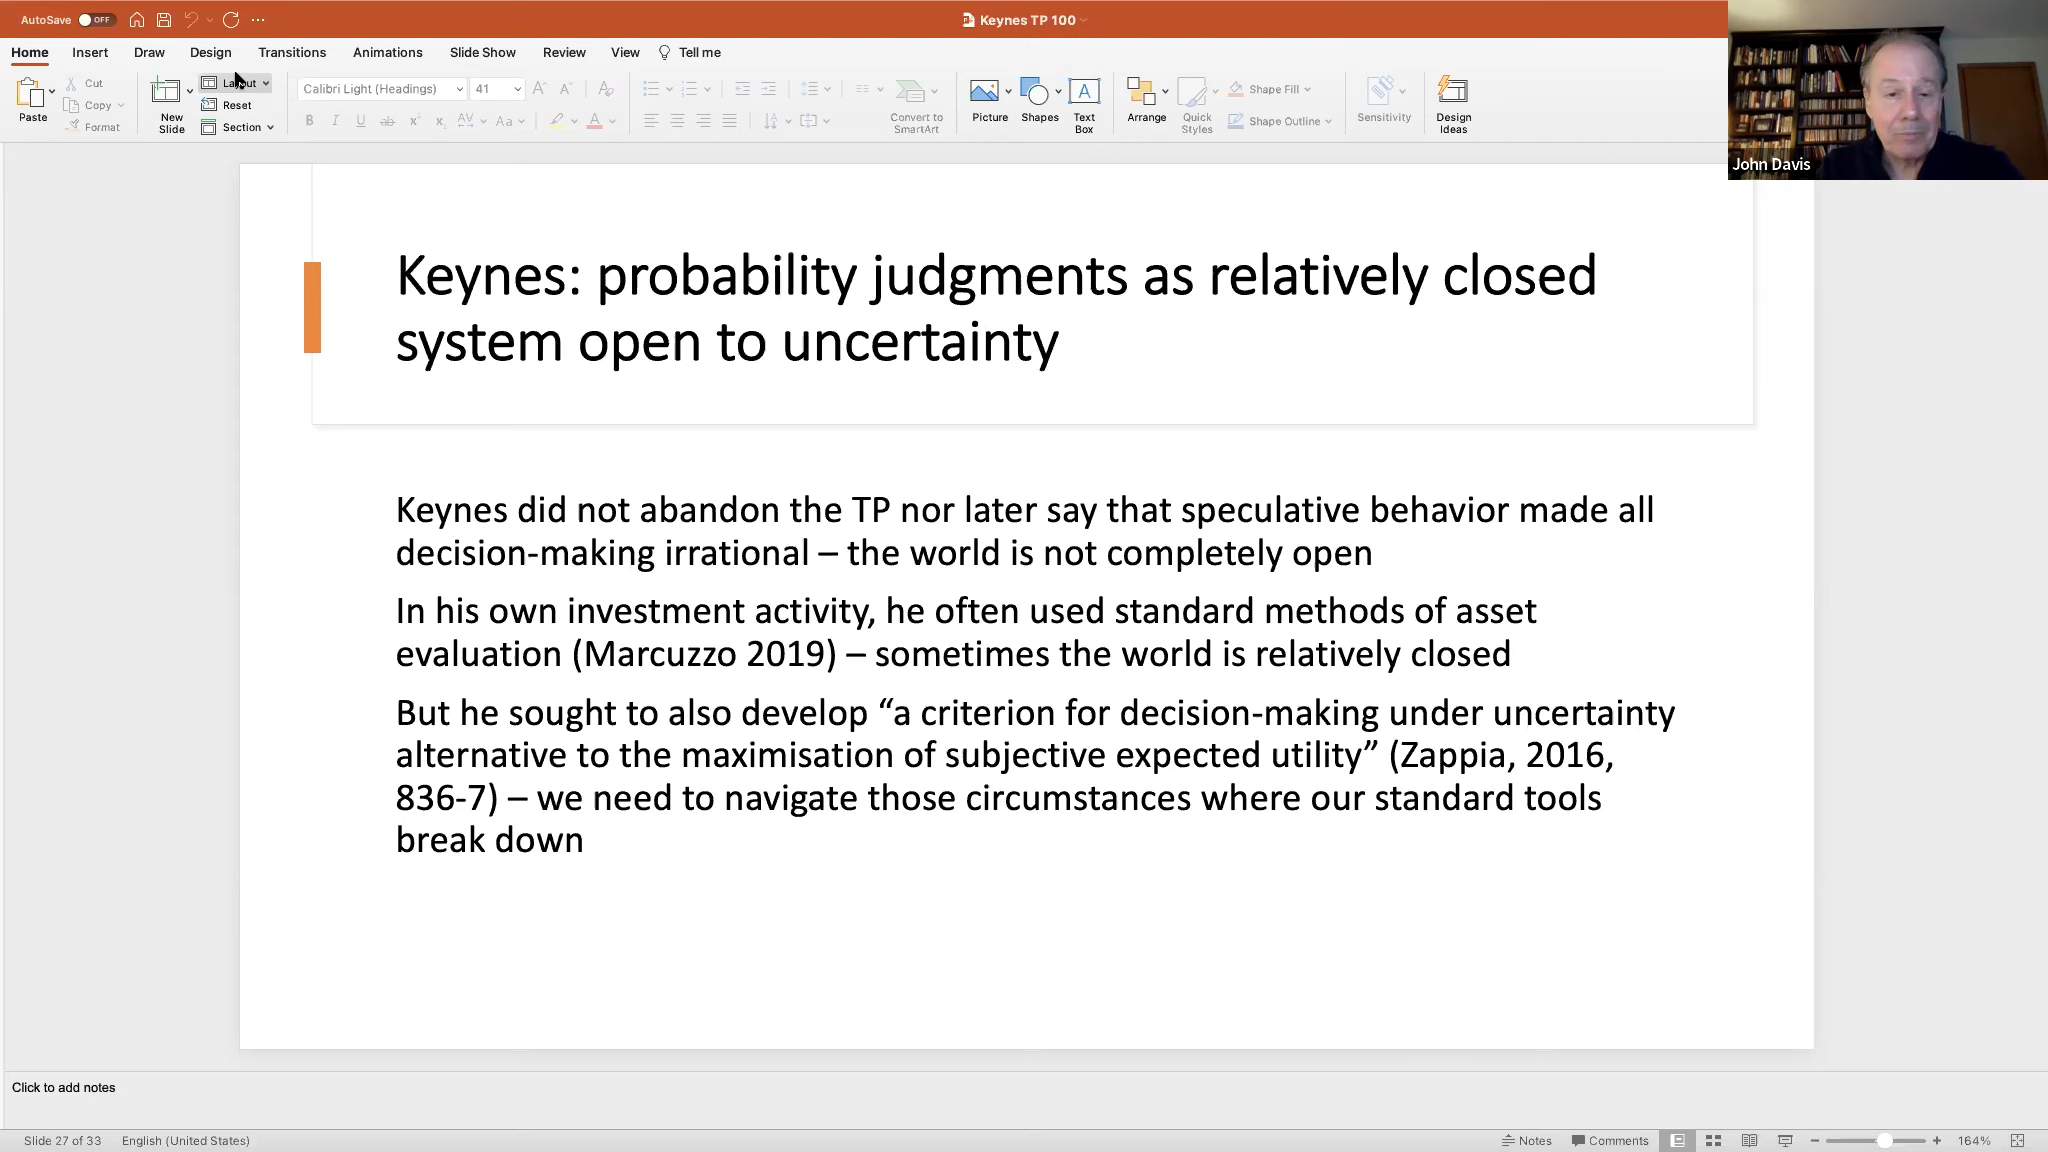 AutoSave OFF
Keynes TP 100
Home Insert Draw Design Transitions Animations Slide Show Review View Tell me
Paste
Cut
Copy
Format
New
Slide
Layout
Reset
Section
Calibri Light (Headings) 41
Convert to
SmartArt
Picture
Shapes
Text
Box
Arrange
Quick
Styles
Shape Fill
Shape Outline
Sensitivity
Design
Ideas
John Davis
Keynes: probability judgments as relatively closed
system open to uncertainty
Keynes did not abandon the TP nor later say that speculative behavior made all
decision-making irrational – the world is not completely open
In his own investment activity, he often used standard methods of asset
evaluation (Marcuzzo 2019) – sometimes the world is relatively closed
But he sought to also develop “a criterion for decision-making under uncertainty
alternative to the maximisation of subjective expected utility” (Zappia, 2016,
836-7) – we need to navigate those circumstances where our standard tools
break down
Click to add notes
Slide 27 of 33 English (United States) Notes Comments 164%